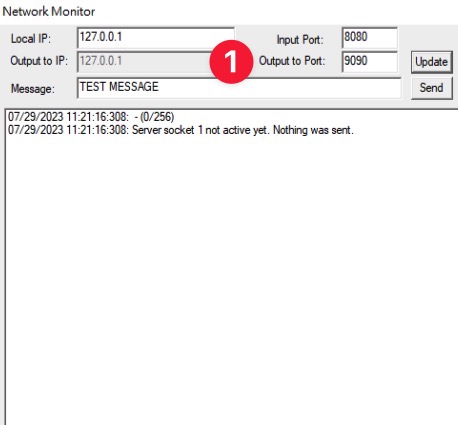 Network Monitor
Local IP: 127.0.0.1 Input Port: 8080
Output to IP: 127.0.0.1 1 Output to Port: 9090 Update
Message: TEST MESSAGE Send
07/29/2023 11:21:16:308: - (0/256)
07/29/2023 11:21:16:308: Server socket 1 not active yet. Nothing was sent.